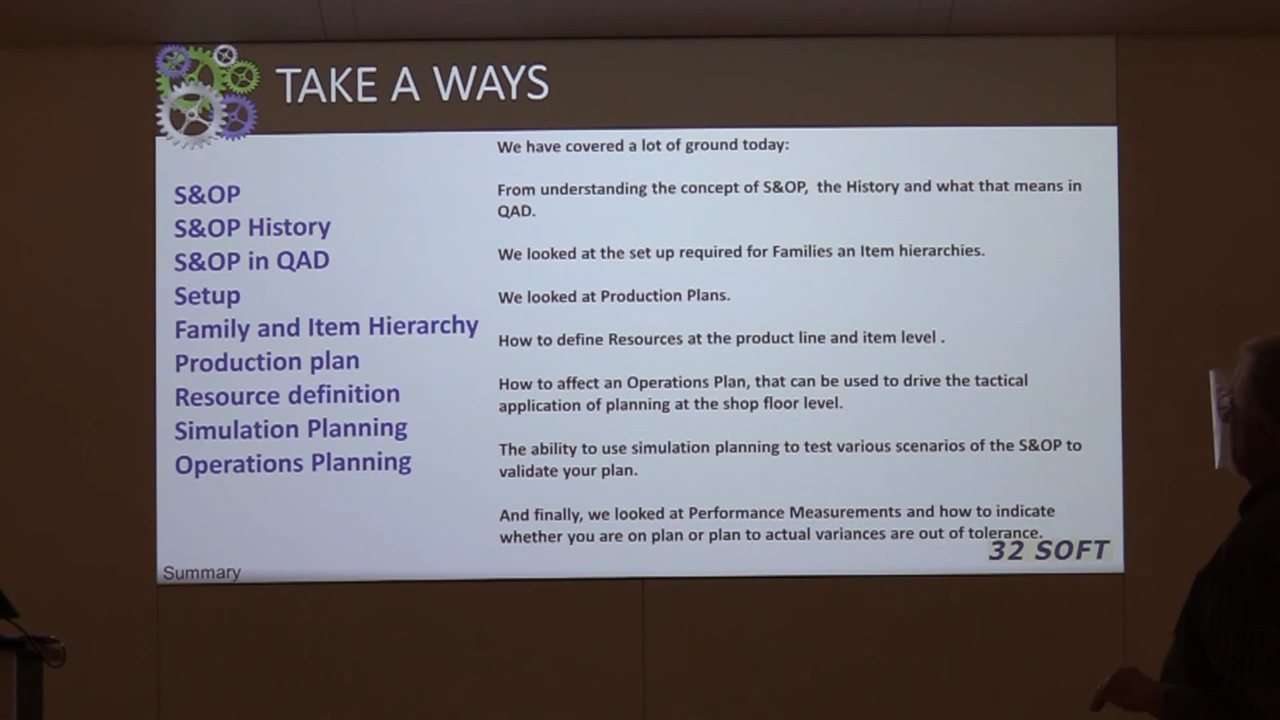 TAKE A WAYS
S&OP
S&OP History
S&OP in QAD
Setup
Family and Item Hierarchy
Production plan
Resource definition
Simulation Planning
Operations Planning
We have covered a lot of ground today:
From understanding the concept of S&OP, the History and what that means in
QAD.
We looked at the set up required for Families an Item hierarchies.
We looked at Production Plans.
How to define Resources at the product line and item level .
How to affect an Operations Plan, that can be used to drive the tactical
application of planning at the shop floor level.
The ability to use simulation planning to test various scenarios of the S&OP to
validate your plan.
And finally, we looked at Performance Measurements and how to indicate
whether you are on plan or plan to actual variances are out of tolerance.
32 SOFT
Summary